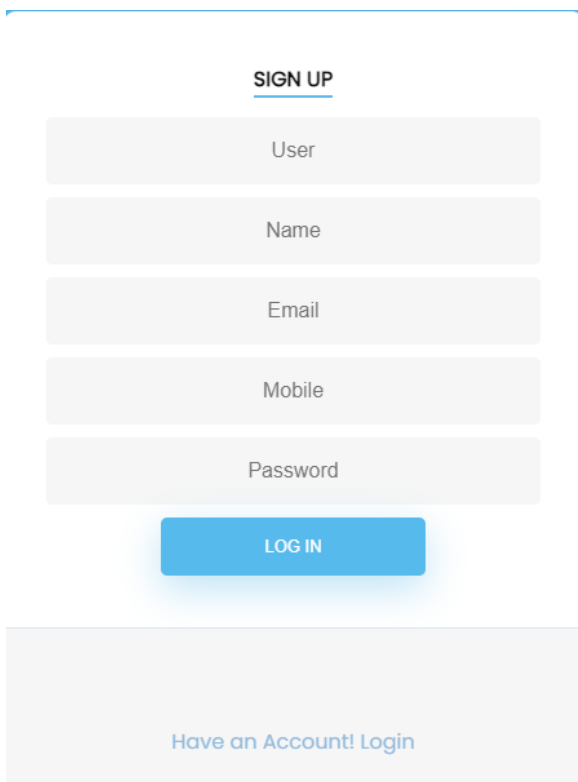 SIGN UP
User
Name
Email
Mobile
Password
LOG IN
Have an Account! Login